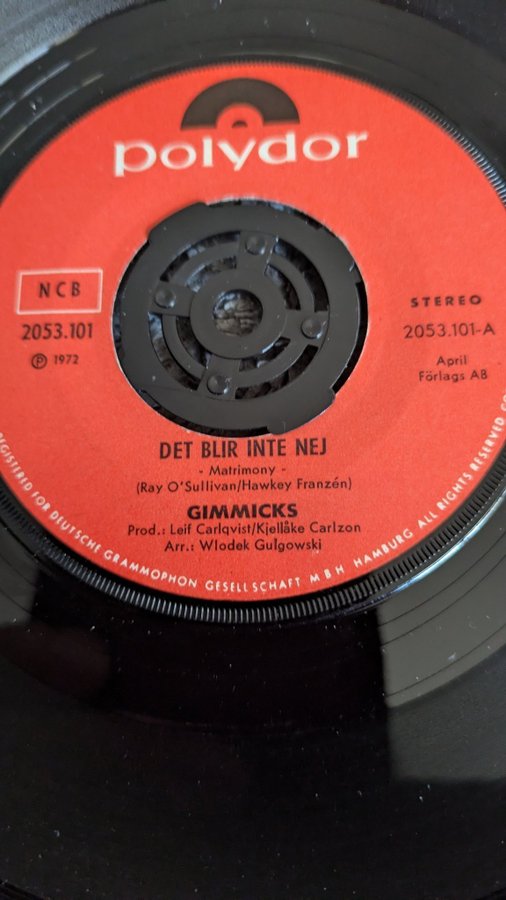 polydor
NCB
2053.101
Ⓟ 1972
STEREO
2053.101-A
April
Förlags AB
DET BLIR INTE NEJ
- Matrimony -
(Ray O'Sullivan/Hawkey Franzén)
GIMMICKS
Prod.: Leif Carlqvist/Kjellåke Carlzon
Arr.: Wlodek Gulgowski
REGISTERED FOR DEUTSCHE GRAMMOPHON GESELLSCHAFT MBH HAMBURG ALL RIGHTS RESERVED